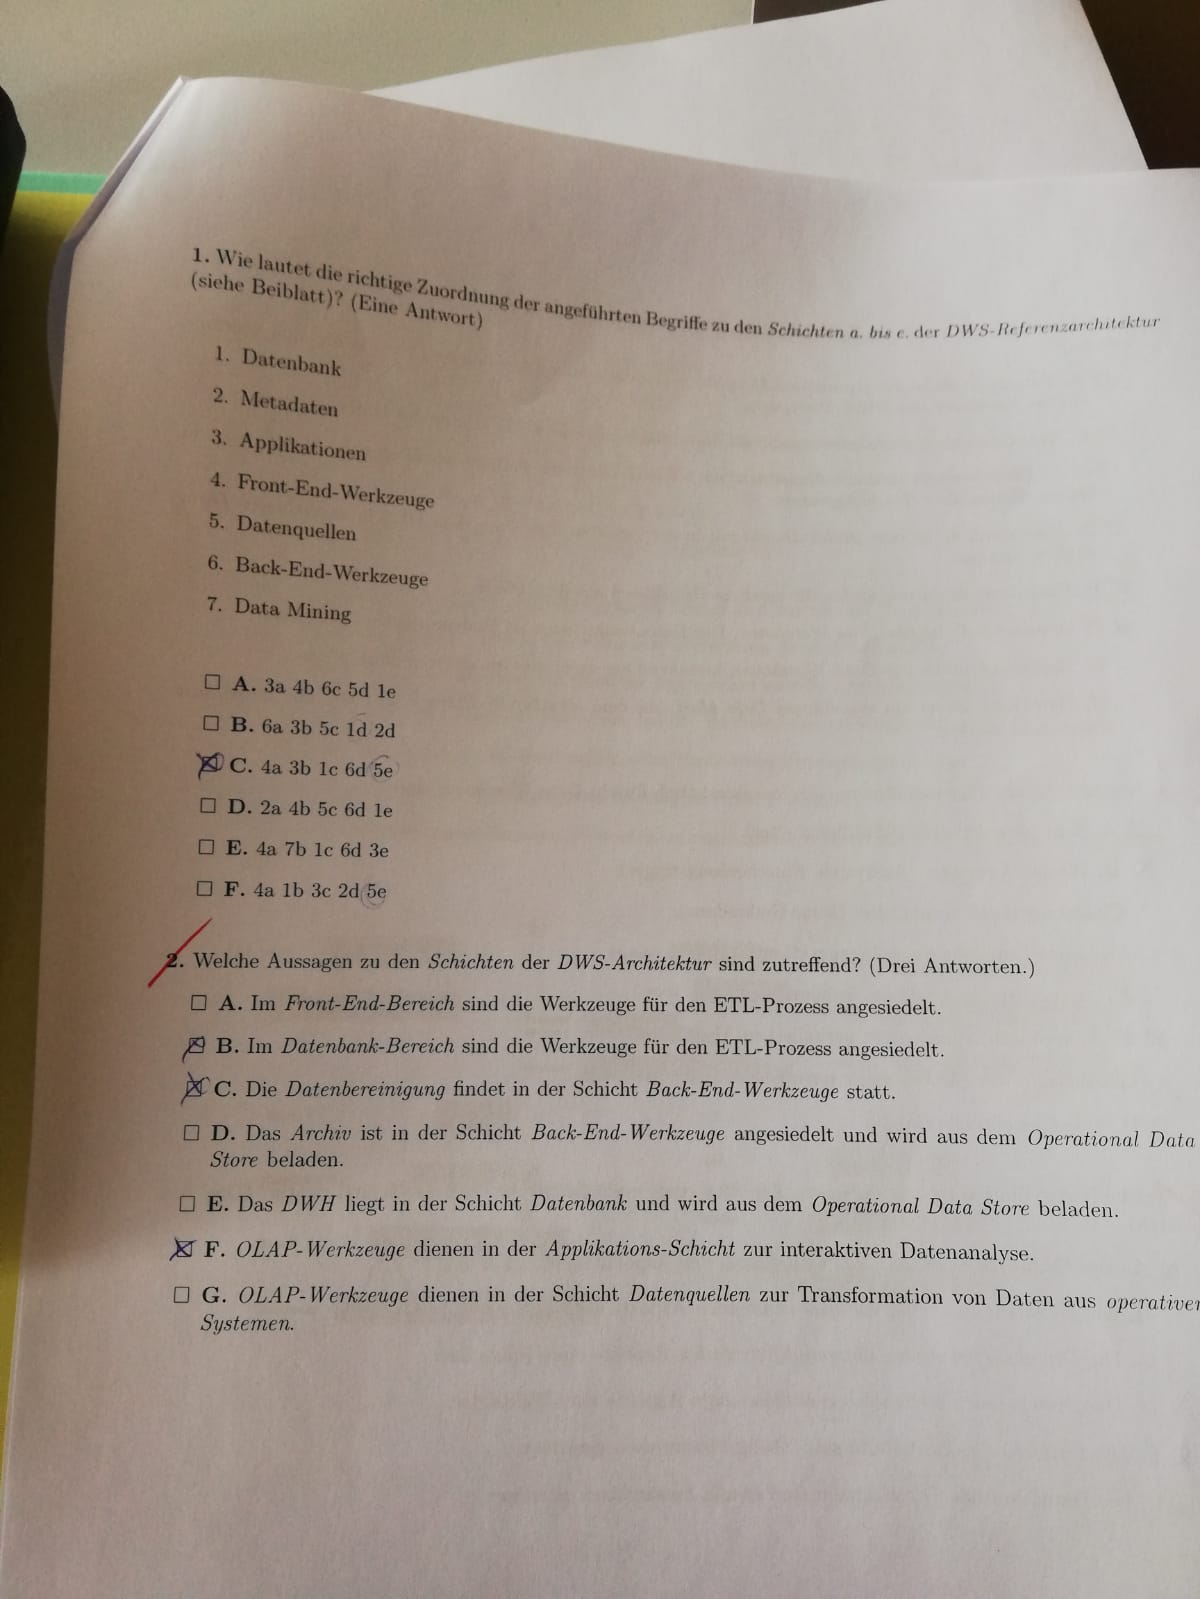 1. Wie lautet die richtige Zuordnung der angeführten Begriffe zu den Schichten a. bis e. der DWS-Referenzarchitektur
(siehe Beiblatt)? (Eine Antwort)
1. Datenbank
2. Metadaten
3. Applikationen
4. Front-End-Werkzeuge
5. Datenquellen
6. Back-End-Werkzeuge
7. Data Mining
A. 3a 4b 6c 5d 1e
B. 6a 3b 5c 1d 2d
C. 4a 3b 1c 6d 5e
D. 2a 4b 5c 6d 1e
E. 4a 7b 1c 6d 3e
F. 4a 1b 3c 2d 5e
2. Welche Aussagen zu den Schichten der DWS-Architektur sind zutreffend? (Drei Antworten.)
A. Im Front-End-Bereich sind die Werkzeuge für den ETL-Prozess angesiedelt.
B. Im Datenbank-Bereich sind die Werkzeuge für den ETL-Prozess angesiedelt.
C. Die Datenbereinigung findet in der Schicht Back-End-Werkzeuge statt.
D. Das Archiv ist in der Schicht Back-End-Werkzeuge angesiedelt und wird aus dem Operational Data
Store beladen.
E. Das DWH liegt in der Schicht Datenbank und wird aus dem Operational Data Store beladen.
F. OLAP-Werkzeuge dienen in der Applikations-Schicht zur interaktiven Datenanalyse.
G. OLAP-Werkzeuge dienen in der Schicht Datenquellen zur Transformation von Daten aus operativen
Systemen.